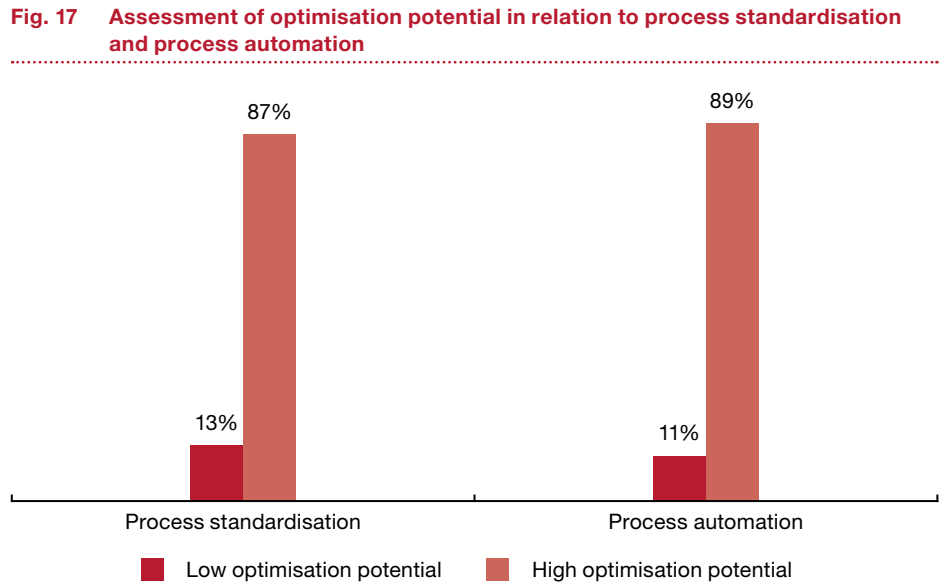 Fig. 17 Assessment of optimisation potential in relation to process standardisation
and process automation
87%
89%
13%
11%
Process standardisation
Process automation
Low optimisation potential
High optimisation potential